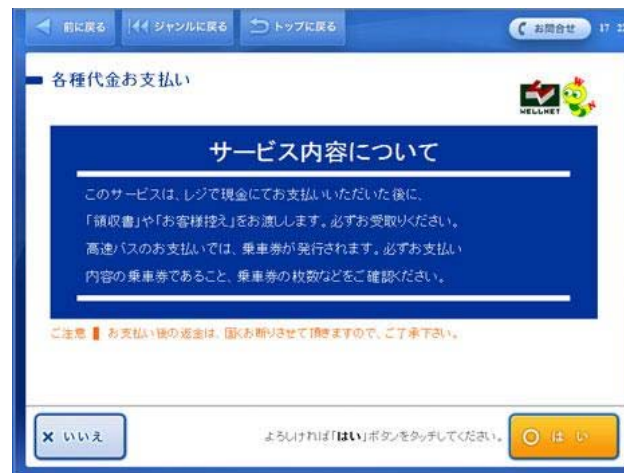 前に戻る
ジャンルに戻る
トップに戻る
お問合せ
各種代金お支払い
WELLNET
サービス内容について
このサービスは、レジで現金にてお支払いいただいた後に、
「領収書」や「お客様控え」をお渡しします。必ずお受取りください。
高速バスのお支払いでは、乗車券が発行されます。必ずお支払い
内容の乗車券であること、乗車券の枚数などをご確認ください。
ご注意 お支払い後の返金は、固くお断りさせて頂きますので、ご了承下さい。
× いいえ
よろしければ「はい」ボタンをタッチしてください。
はい